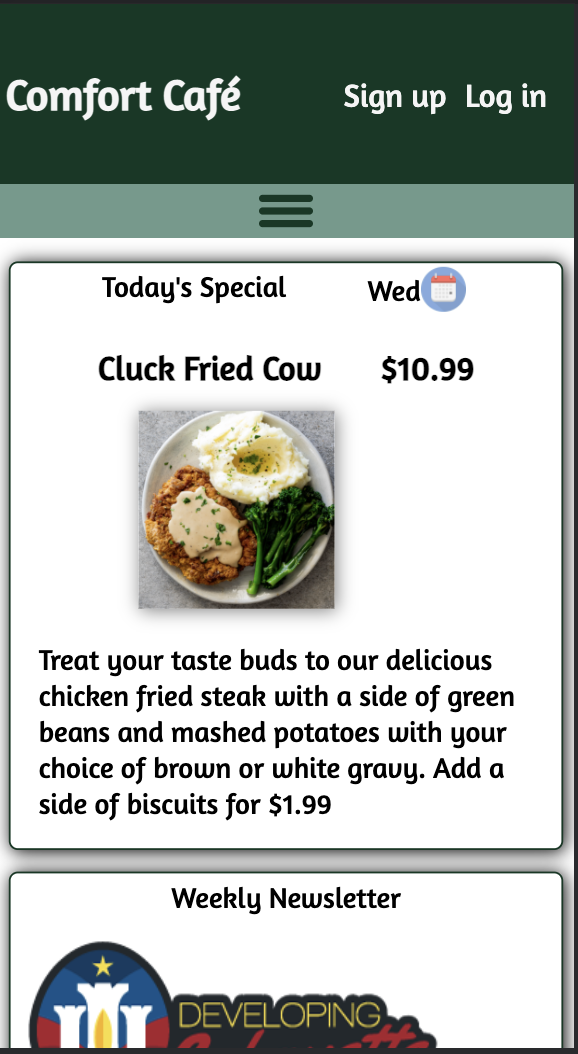 Comfort Café
Sign up Log in
Today's Special
Wed
Cluck Fried Cow $10.99
Treat your taste buds to our delicious
chicken fried steak with a side of green
beans and mashed potatoes with your
choice of brown or white gravy. Add a
side of biscuits for $1.99
Weekly Newsletter
DEVELOPING